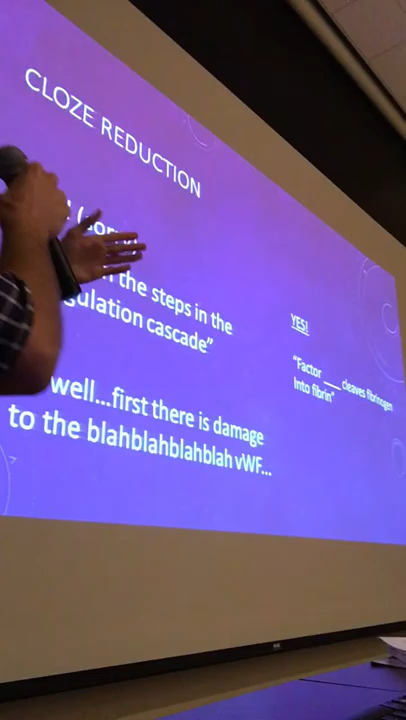 CLOZE REDUCTION
the steps in the
gulation cascade”
well...first there is damage
to the blahblahblahblah vWF...
YES!
“Factor ___ cleaves fibrinogen
Into fibrin”